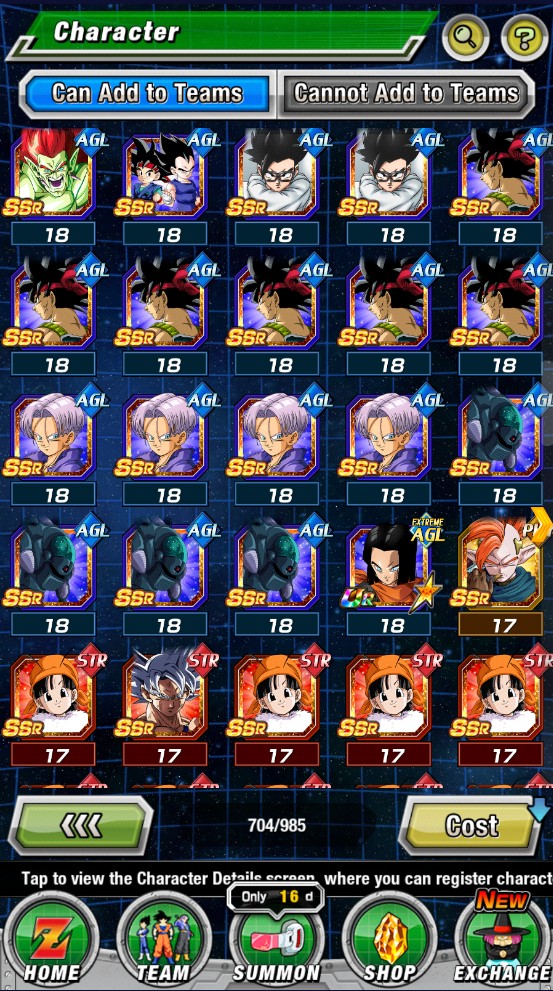 Character
?
Can Add to Teams Cannot Add to Teams
AGL AGL AGL AGL AGL
SSR SSR SSR SSR SSR
18 18 18 18 18
AGL AGL AGL AGL AGL
SSR SSR SSR SSR SSR
18 18 18 18 18
AGL AGL AGL AGL AGL
SSR SSR SSR SSR SSR
18 18 18 18 18
AGL AGL AGL EXTREME AGL
SSR SSR SSR UR SSR
18 18 18 18 17
STR STR STR STR STR
SSR SSR SSR SSR SSR
17 17 17 17 17
704/985
Cost
Tap to view the Character Details screen, where you can register charact
Only 16 d
New
Z
HOME TEAM SUMMON SHOP EXCHANGE